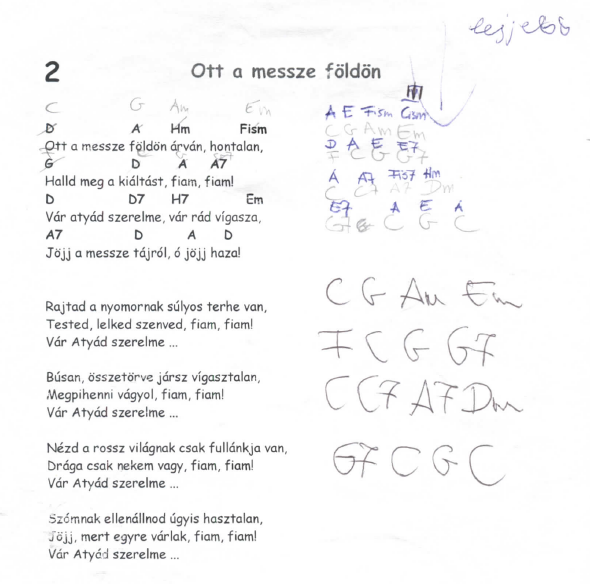 lejjebb
2 Ott a messze földön
C G Am Em
D A Hm Fism
Ott a messze földön árván, hontalan,
G D A A7
Halld meg a kiáltást, fiam, fiam!
D D7 H7 Em
Vár atyád szerelme, vár rád vígasza,
A7 D A D
Jöjj a messze tájról, ó jöjj haza!
Rajtad a nyomornak súlyos terhe van,
Tested, lelked szenved, fiam, fiam!
Vár Atyád szerelme ...
Búsan, összetörve jársz vígasztalan,
Megpihenni vágyol, fiam, fiam!
Vár Atyád szerelme ...
Nézd a rossz világnak csak fullánkja van,
Drága csak nekem vagy, fiam, fiam!
Vár Atyád szerelme ...
Szómnak ellenállnod úgyis hasztalan,
Jöjj, mert egyre várlak, fiam, fiam!
Vár Atyád szerelme ...
A E Fism Gism
C G Am Em
D A E E7
F C G G7
A A7 Fis7 Hm
C C7 A7 Dm
E7 A E A
G7 C G C
C G Am Em
F C G G7
C C7 A7 Dm
G7 C G C